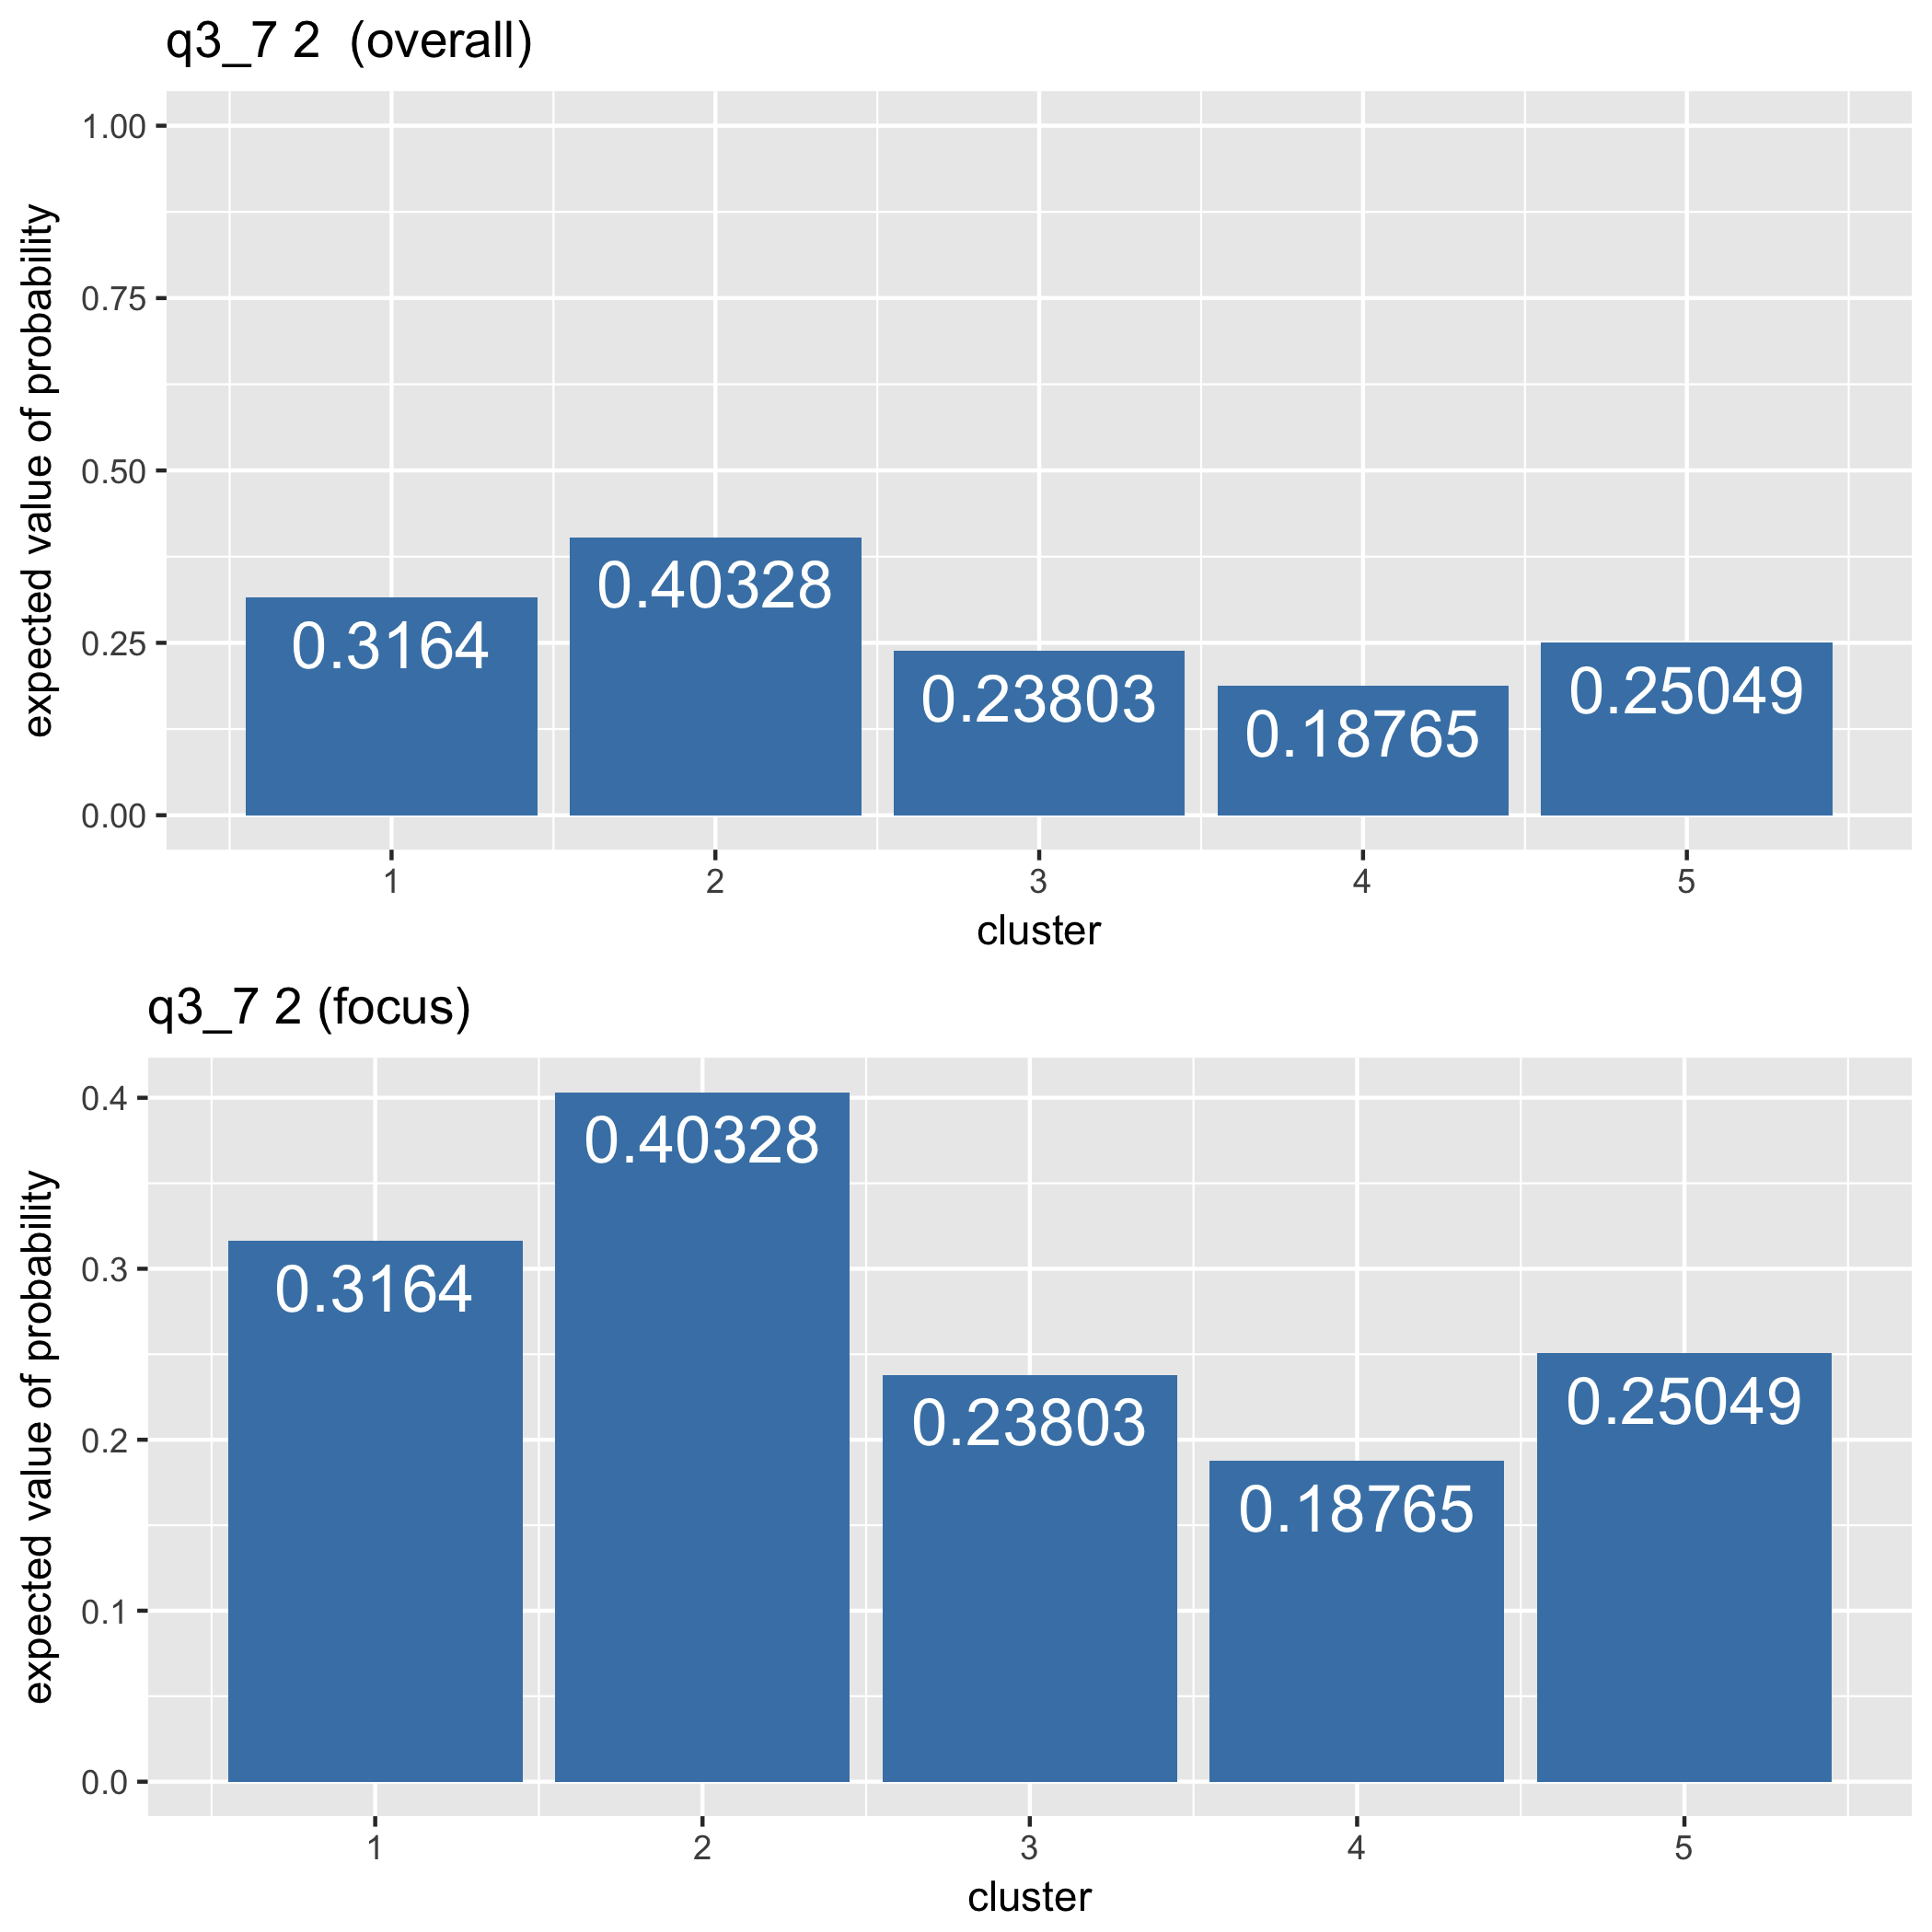 q3_7 2  (overall)
expected value of probability
1.00
0.75
0.50
0.25
0.00
0.3164
0.40328
0.23803
0.18765
0.25049
1 2 3 4 5
cluster
q3_7 2 (focus)
expected value of probability
0.4
0.3
0.2
0.1
0.0
0.3164
0.40328
0.23803
0.18765
0.25049
1 2 3 4 5
cluster